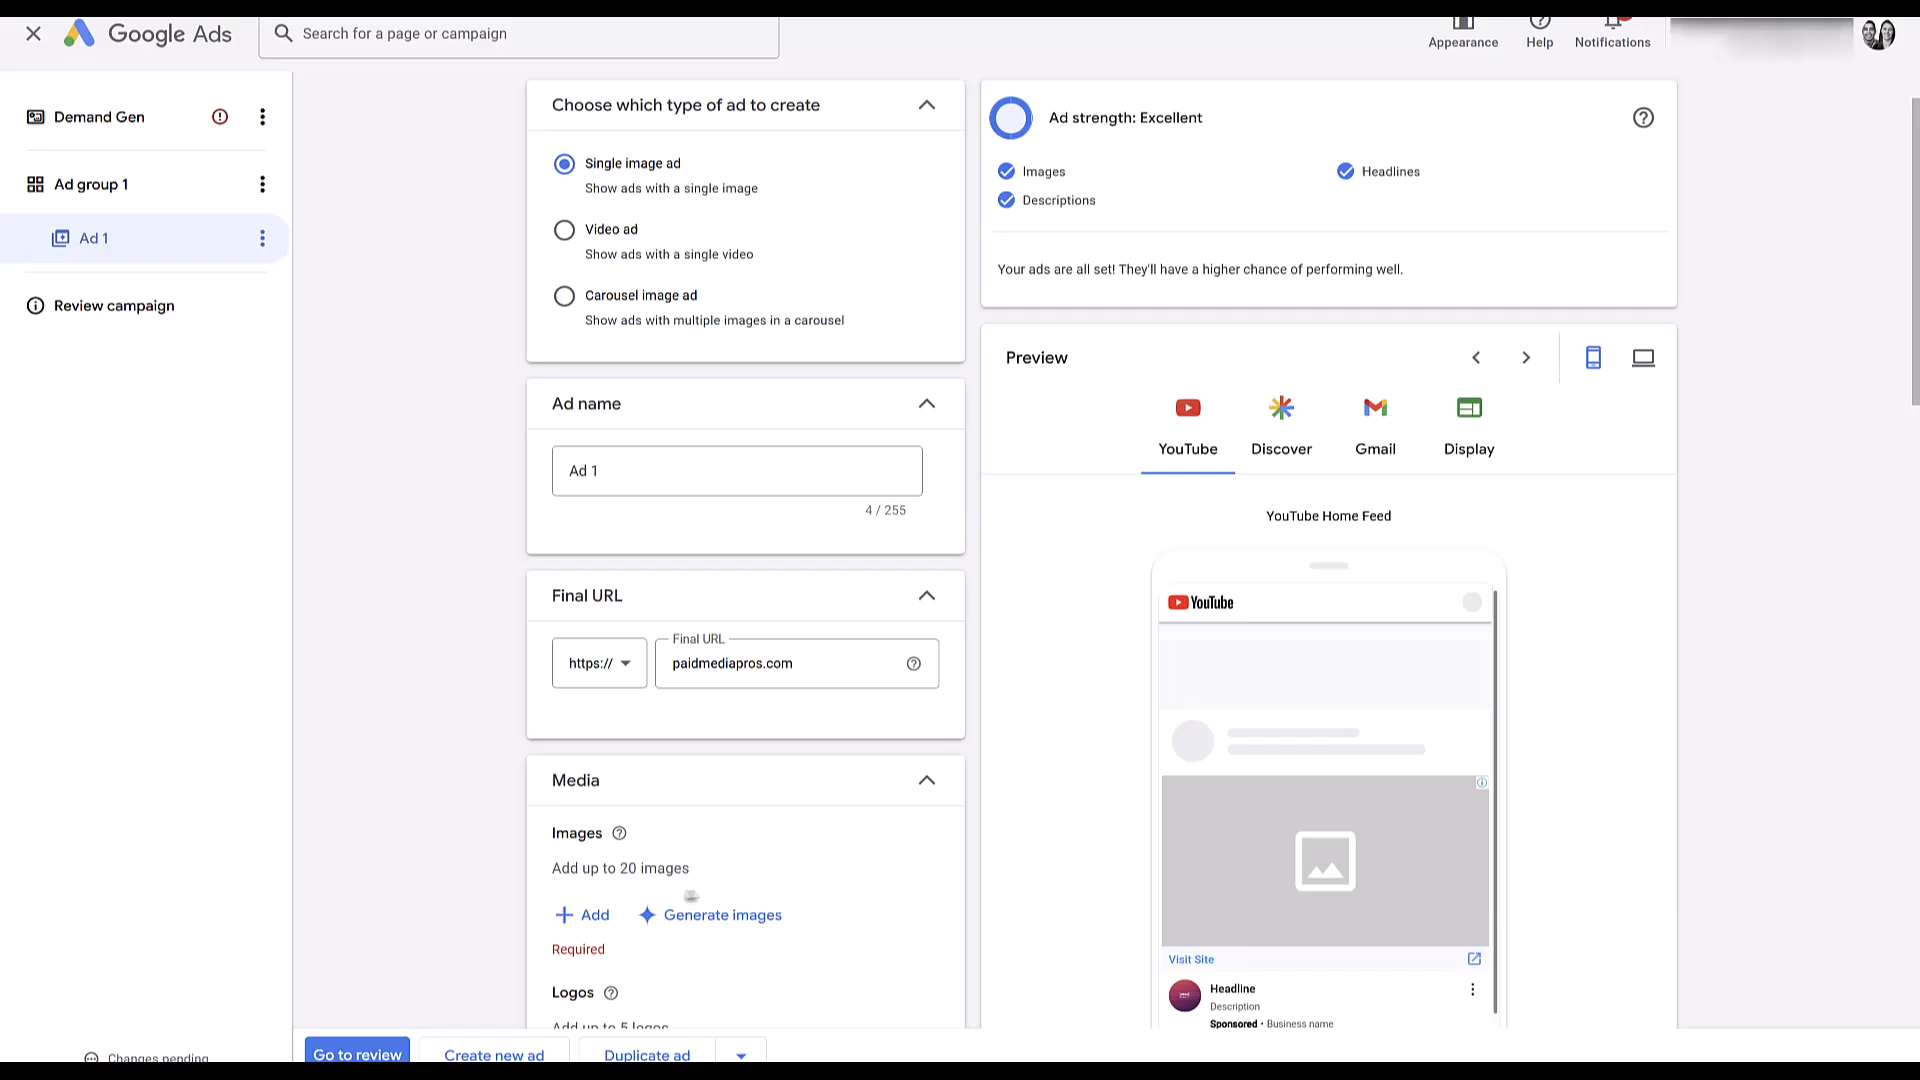 Google Ads
Search for a page or campaign
Appearance
Help
Notifications
Demand Gen
Ad group 1
Ad 1
Review campaign
Changes pending
Choose which type of ad to create
Single image ad
Show ads with a single image
Video ad
Show ads with a single video
Carousel image ad
Show ads with multiple images in a carousel
Ad name
Ad 1
4 / 255
Final URL
https://
Final URL
paidmediapros.com
Media
Images
Add up to 20 images
Add
Generate images
Required
Logos
Add up to 5 logos
Go to review
Create new ad
Duplicate ad
Ad strength: Excellent
Images
Headlines
Descriptions
Your ads are all set! They'll have a higher chance of performing well.
Preview
YouTube
Discover
Gmail
Display
YouTube Home Feed
YouTube
Visit Site
Headline
Description
Sponsored • Business name